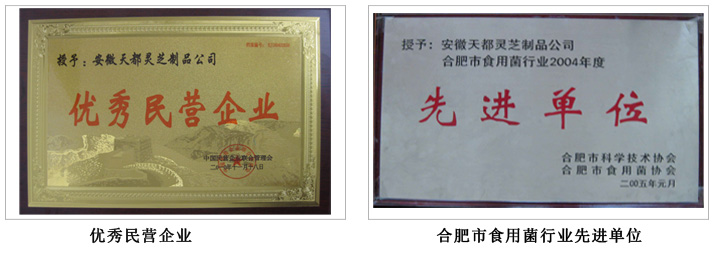 授予：安徽天都灵芝制品公司
优秀民营企业
授予：安徽天都灵芝制品公司
合肥市食用菌行业2004年度
先进单位
合肥市科学技术协会
合肥市食用菌协会
二00五年元月
优秀民营企业
合肥市食用菌行业先进单位